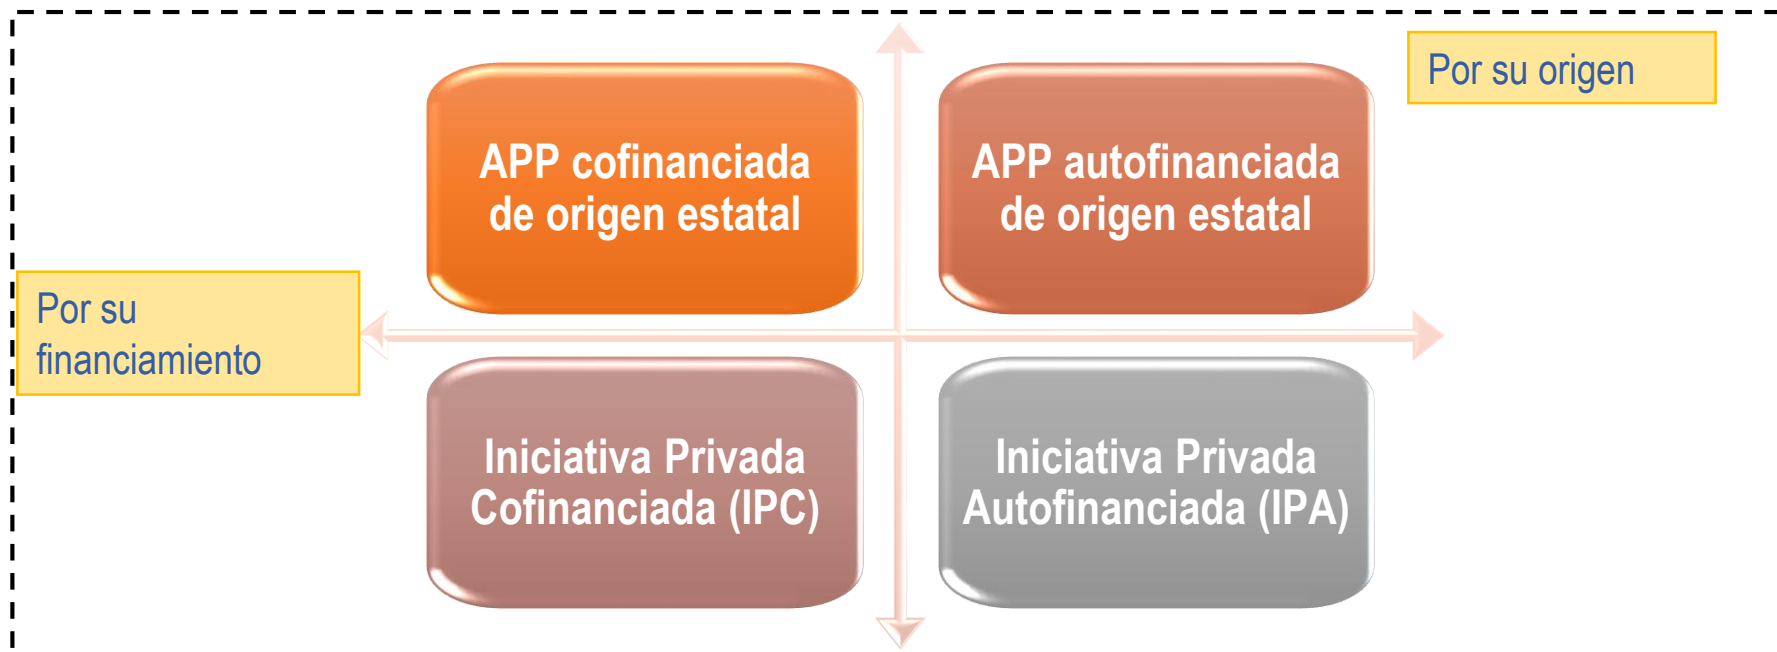 Por su origen
APP cofinanciada
de origen estatal
APP autofinanciada
de origen estatal
Por su
financiamiento
Iniciativa Privada
Cofinanciada (IPC)
Iniciativa Privada
Autofinanciada (IPA)